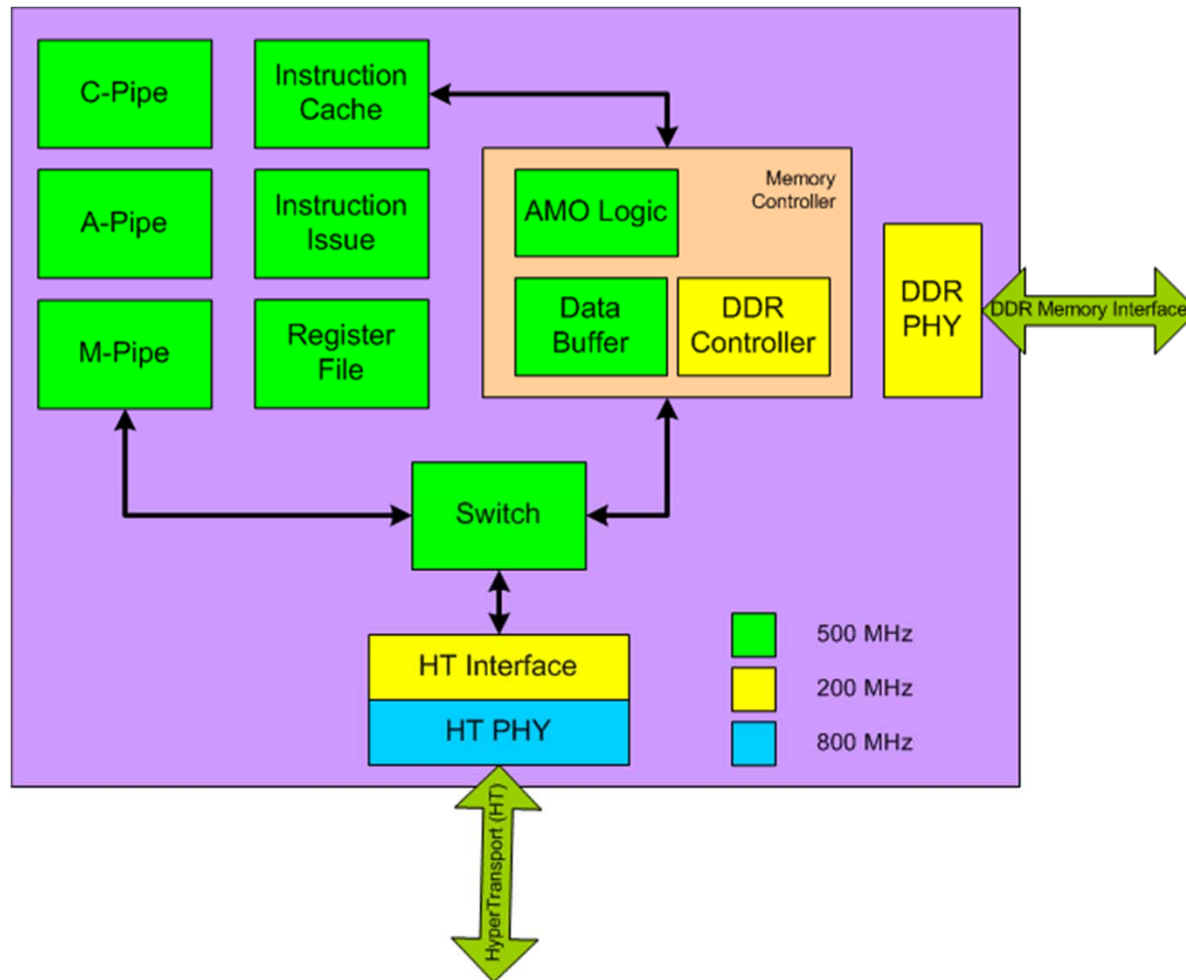 C-Pipe
Instruction
Cache
A-Pipe
Instruction
Issue
M-Pipe
Register
File
Memory
Controller
AMO Logic
Data
Buffer
DDR
Controller
DDR
PHY
DDR Memory Interface
Switch
HT Interface
HT PHY
500 MHz
200 MHz
800 MHz
HyperTransport (HT)